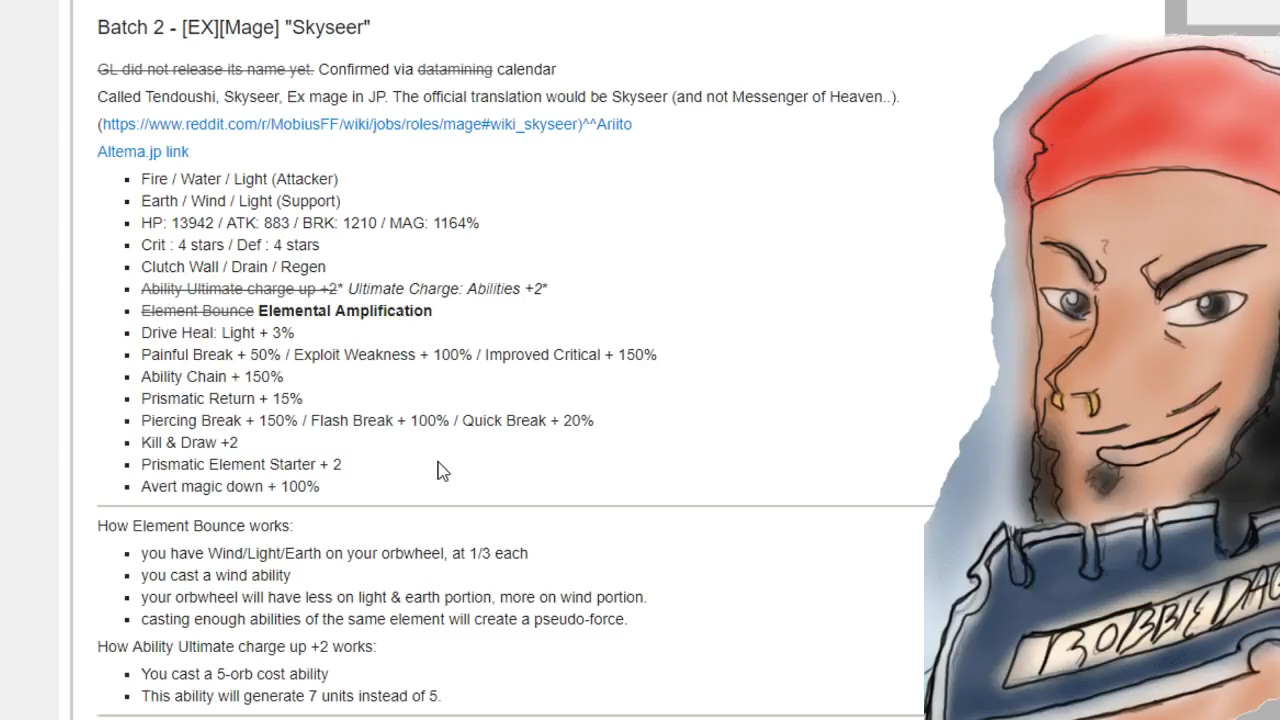 Batch 2 - [EX][Mage] "Skyseer"
GL did not release its name yet. Confirmed via datamining calendar
Called Tendoushi, Skyseer, Ex mage in JP. The official translation would be Skyseer (and not Messenger of Heaven..).
(https://www.reddit.com/r/MobiusFF/wiki/jobs/roles/mage#wiki_skyseer)^^Ariito
Altema.jp link
▪ Fire / Water / Light (Attacker)
▪ Earth / Wind / Light (Support)
▪ HP: 13942 / ATK: 883 / BRK: 1210 / MAG: 1164%
▪ Crit : 4 stars / Def : 4 stars
▪ Clutch Wall / Drain / Regen
▪ Ability Ultimate charge up +2* Ultimate Charge: Abilities +2*
▪ Element Bounce Elemental Amplification
▪ Drive Heal: Light + 3%
▪ Painful Break + 50% / Exploit Weakness + 100% / Improved Critical + 150%
▪ Ability Chain + 150%
▪ Prismatic Return + 15%
▪ Piercing Break + 150% / Flash Break + 100% / Quick Break + 20%
▪ Kill & Draw +2
▪ Prismatic Element Starter + 2
▪ Avert magic down + 100%
How Element Bounce works:
▪ you have Wind/Light/Earth on your orbwheel, at 1/3 each
▪ you cast a wind ability
▪ your orbwheel will have less on light & earth portion, more on wind portion.
▪ casting enough abilities of the same element will create a pseudo-force.
How Ability Ultimate charge up +2 works:
▪ You cast a 5-orb cost ability
▪ This ability will generate 7 units instead of 5.
BOBBIE